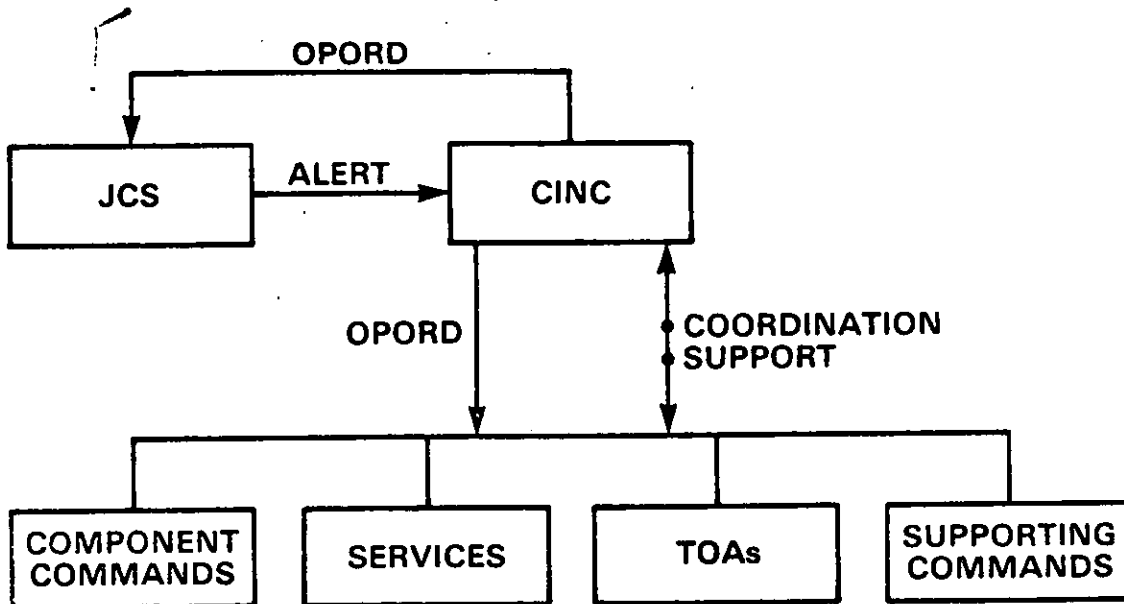 OPORD
JCS
ALERT
CINC
OPORD
COORDINATION
SUPPORT
COMPONENT
COMMANDS
SERVICES
TOAs
SUPPORTING
COMMANDS